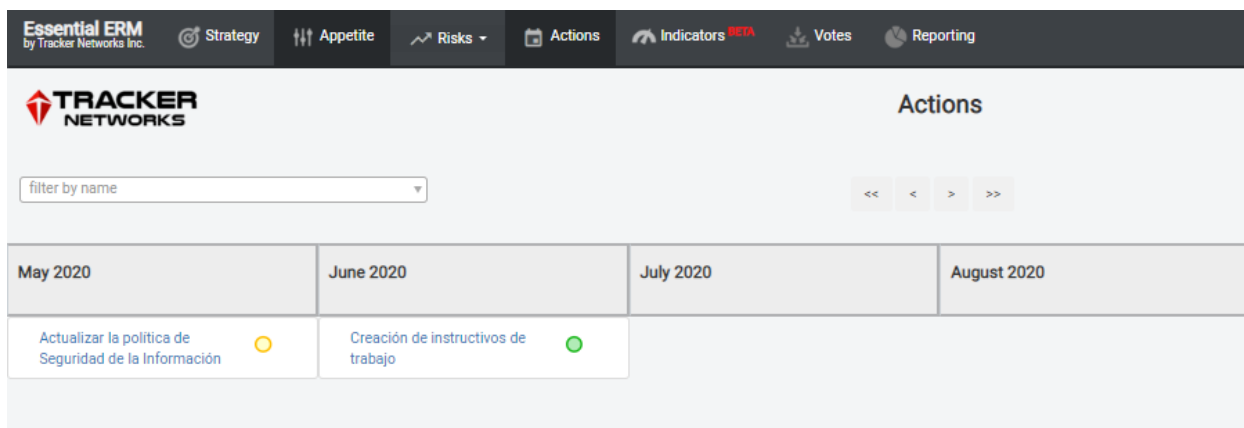 Essential ERM
by Tracker Networks Inc.
Strategy
Appetite
Risks
Actions
Indicators BETA
Votes
Reporting
TRACKER
NETWORKS
Actions
filter by name
<< < > >>
May 2020
June 2020
July 2020
August 2020
Actualizar la política de
Seguridad de la Información
Creación de instructivos de
trabajo